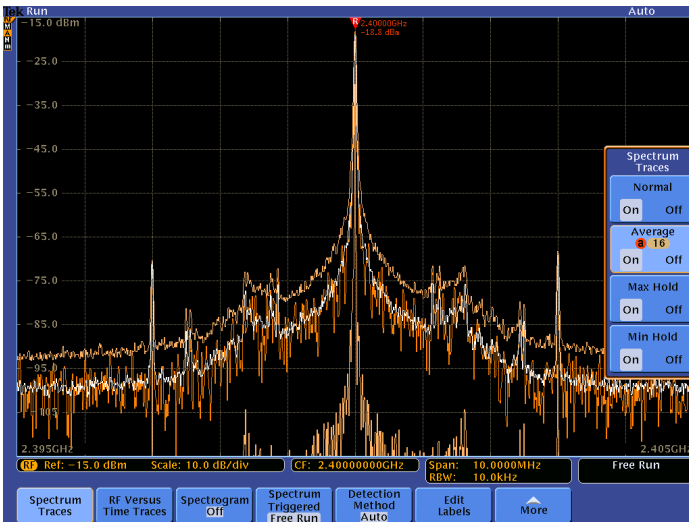 Tek Run Auto
-15.0 dBm
R 2.40000GHz
-18.8 dBm
-25.0
-35.0
-45.0
-55.0
-65.0
-75.0
-85.0
-95.0
-105
2.395GHz 2.405GHz
Spectrum
Traces
Normal
On Off
Average
a 16
On Off
Max Hold
On Off
Min Hold
On Off
RF Ref: -15.0 dBm Scale: 10.0 dB/div CF: 2.40000000GHz Span: 10.0000MHz Free Run
RBW: 10.0kHz
Spectrum
Traces
RF Versus
Time Traces
Spectrogram
Off
Spectrum
Triggered
Free Run
Detection
Method
Auto
Edit
Labels
More